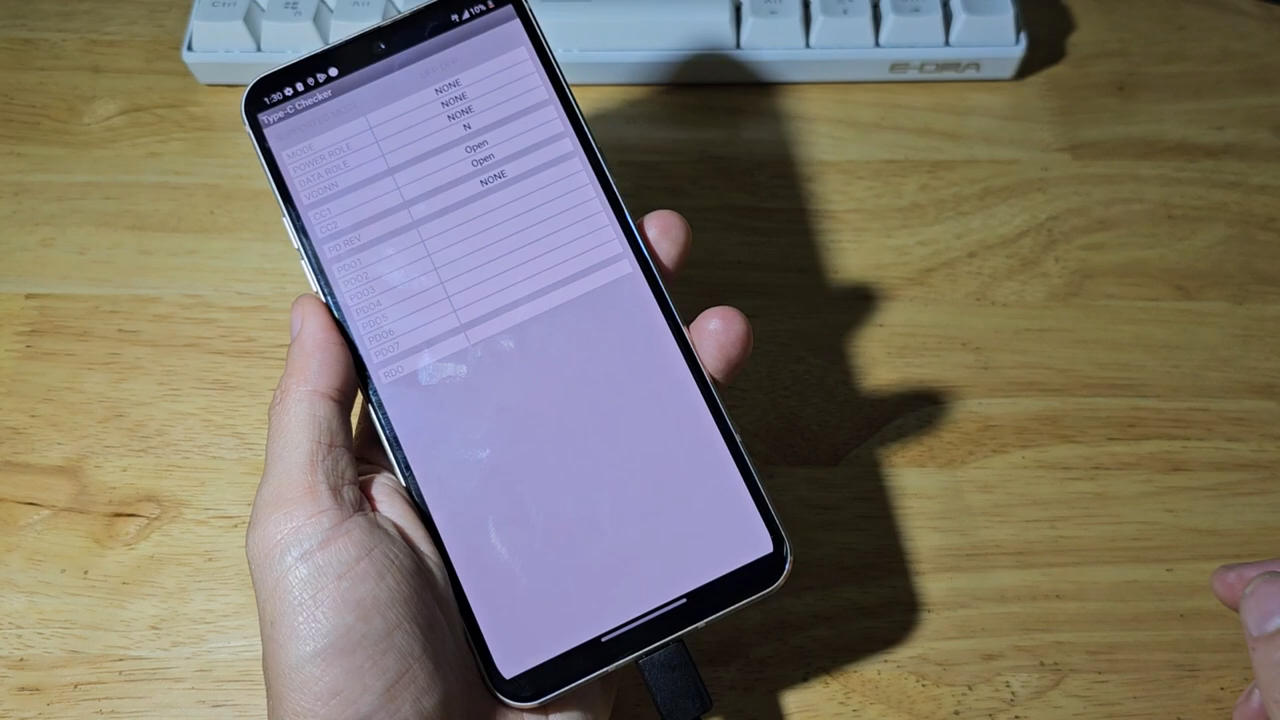 Ctrl
Alt
E-DRA
1:30
10%
Type-C Checker
MODE NONE
POWER ROLE NONE
DATA ROLE NONE
VCONN N
CC1 Open
CC2 Open
PD REV NONE
PDO1
PDO2
PDO3
PDO4
PDO5
PDO6
PDO7
RDO